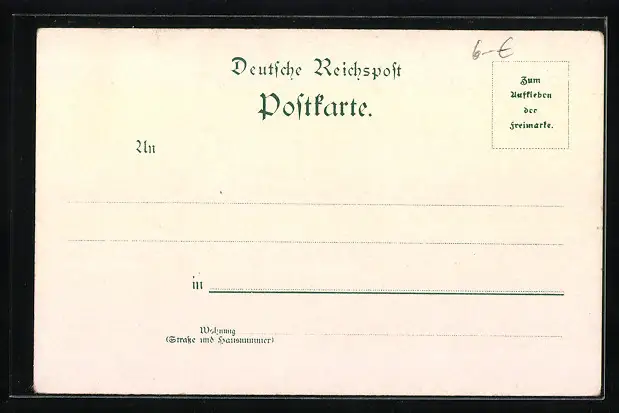 6-€
Deutſche Reichspoſt
Poſtkarte.
Zum
Aufkleben
der
Freimarke.
An
in
Wohnung
(Straße und Hausnummer)